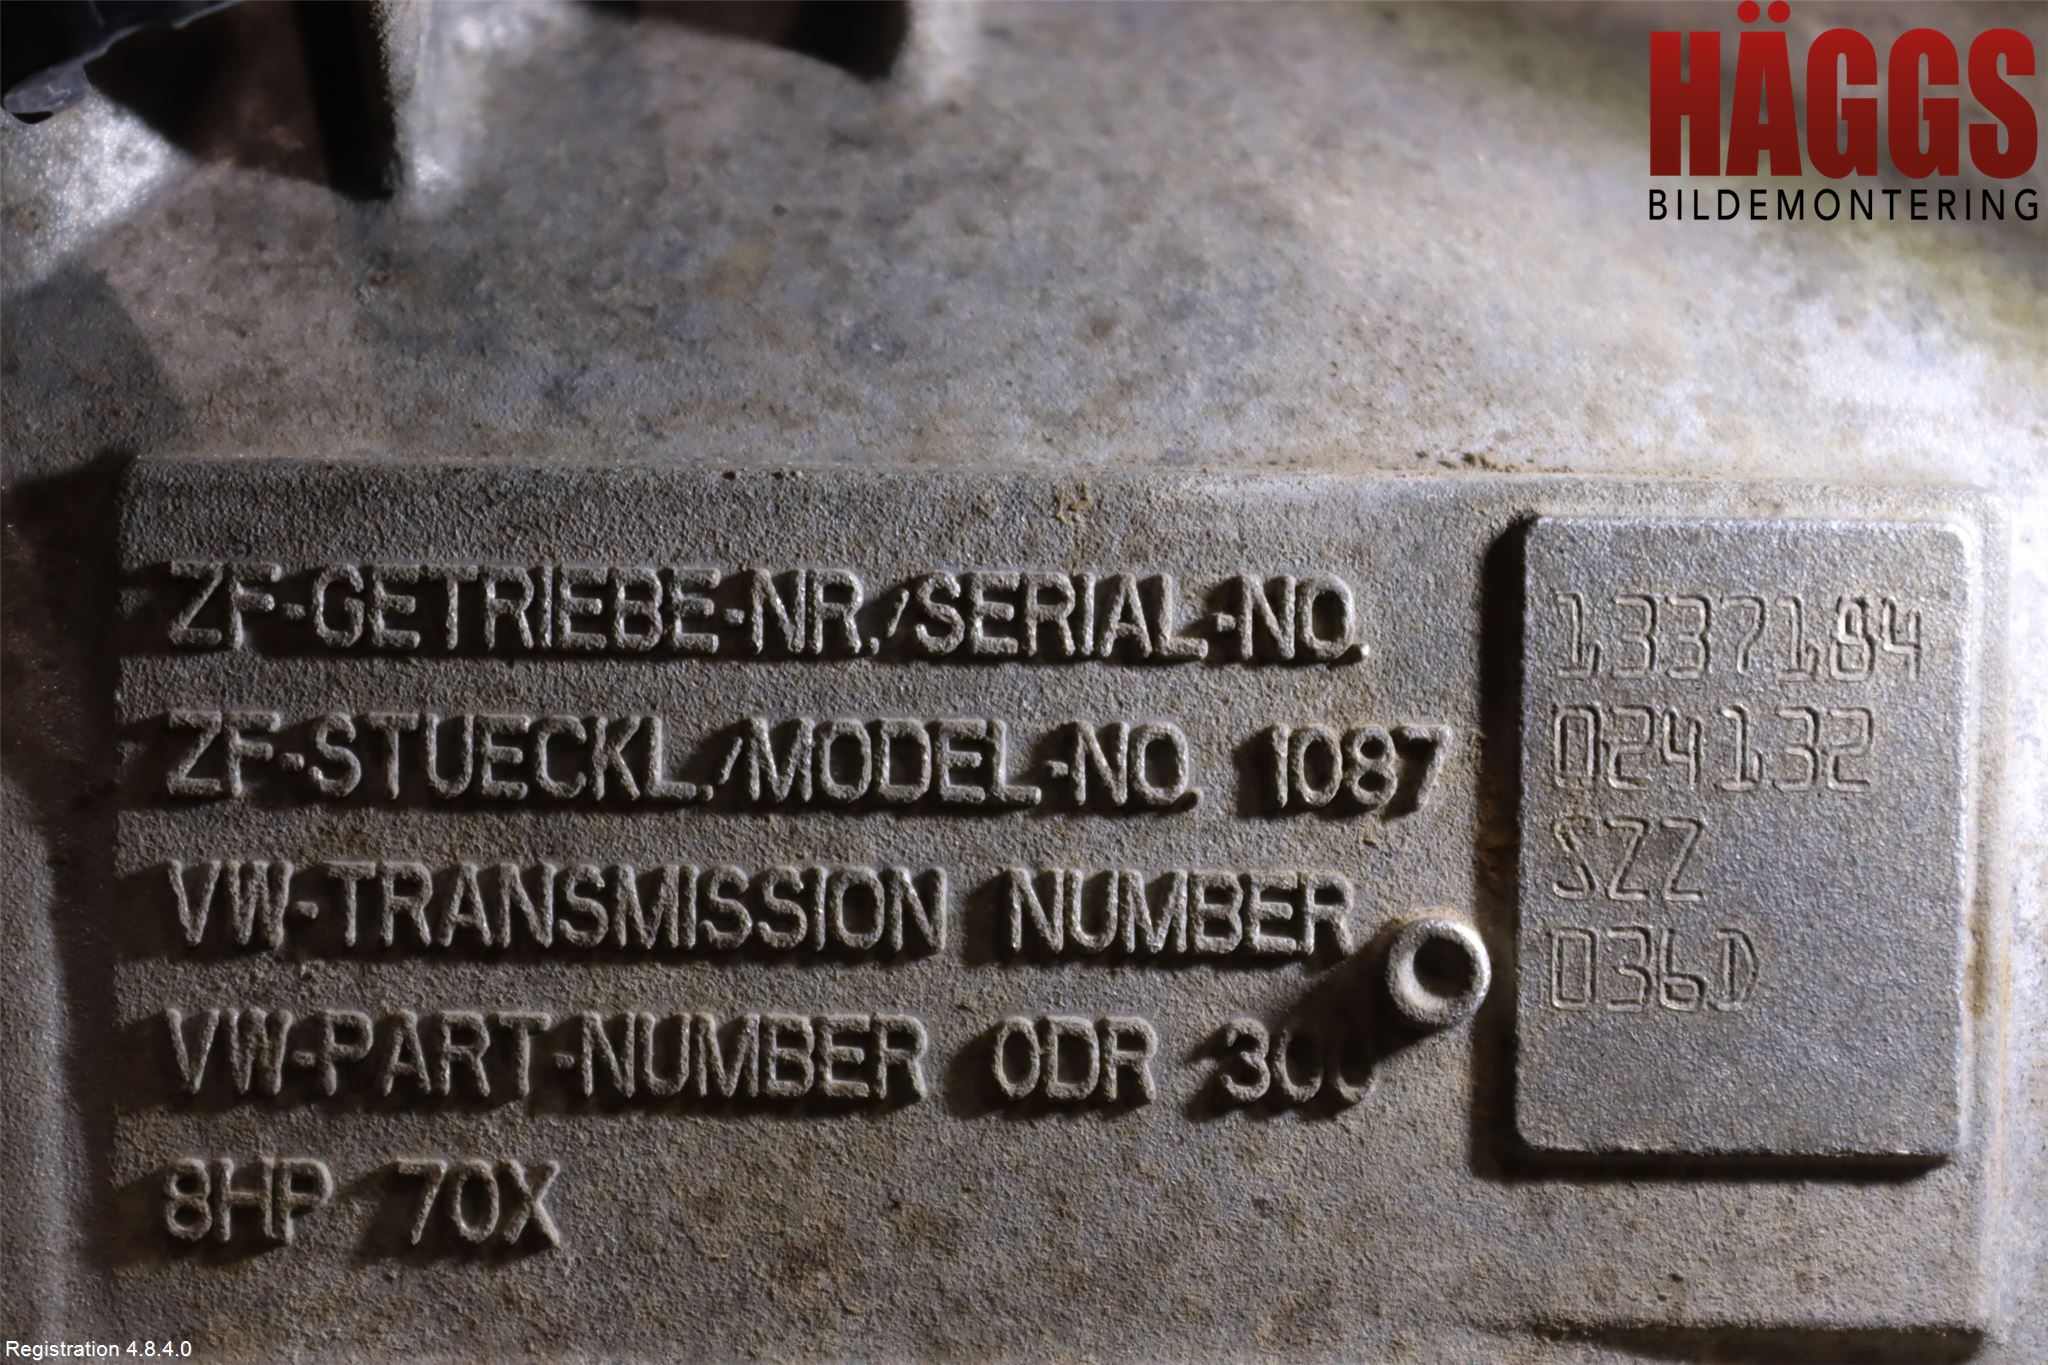 HÄGGS
BILDEMONTERING
ZF-GETRIEBE-NR./SERIAL-NO. 1337184
ZF-STUECKL./MODEL-NO. 1087 024132
VW-TRANSMISSION NUMBER SZZ
VW-PART-NUMBER 0DR 300 036D
8HP 70X
Registration 4.8.4.0